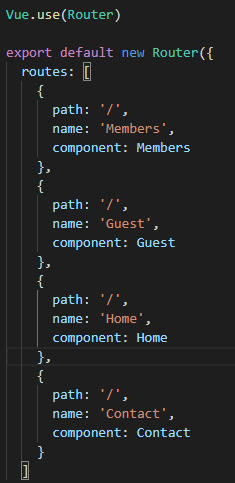 Vue.use(Router)
export default new Router({
  routes: [
    {
      path: '/',
      name: 'Members',
      component: Members
    },
    {
      path: '/',
      name: 'Guest',
      component: Guest
    },
    {
      path: '/',
      name: 'Home',
      component: Home
    },
    {
      path: '/',
      name: 'Contact',
      component: Contact
    }
  ]